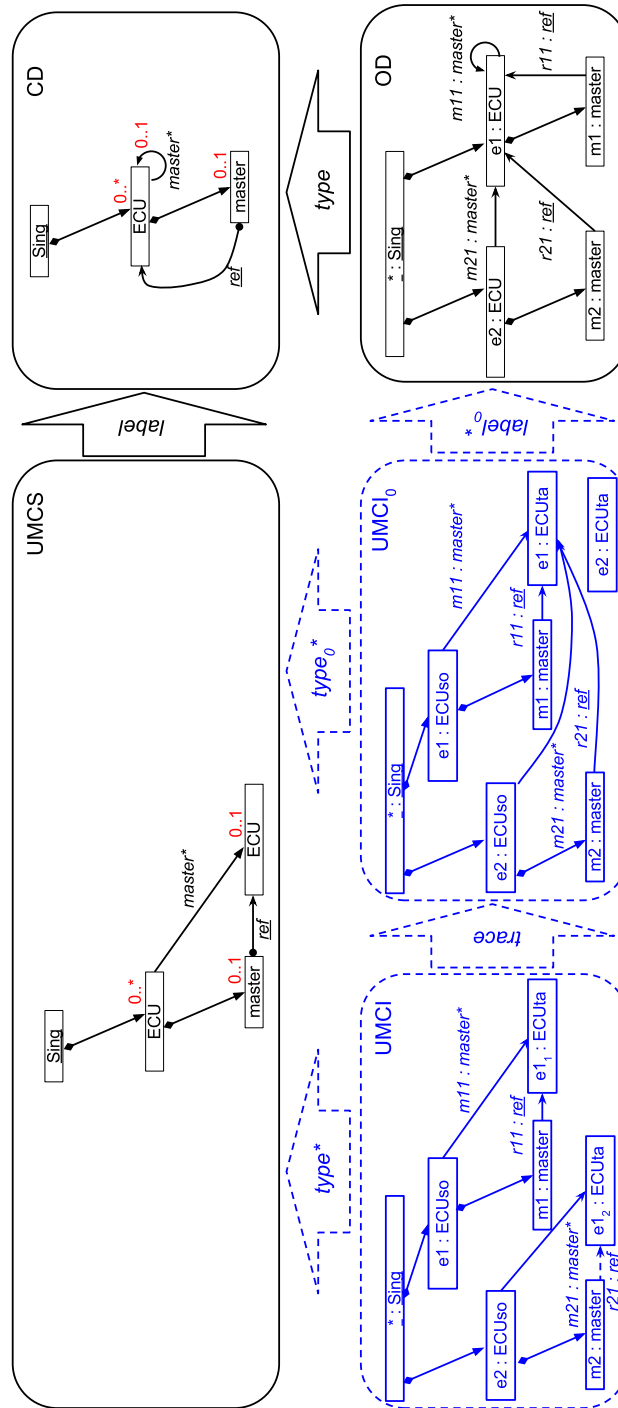 UMCS
Sing
0..*
ECU
master*
0..1
0..1
master
ref
ECU
label
CD
Sing
0..*
0..1
ECU
master*
0..1
master
ref
type*
type₀*
type
UMCI
* : Sing
e1 : ECUso
m11 : master*
e2 : ECUso
r11 : ref
m1 : master
e1₁ : ECUta
m21 : master*
m2 : master
r21 : ref
e1₂ : ECUta
trace
UMCI₀
* : Sing
e1 : ECUso
m11 : master*
e2 : ECUso
r11 : ref
m1 : master
e1 : ECUta
m21 : master*
r21 : ref
m2 : master
e2 : ECUta
label₀*
OD
* : Sing
m21 : master*
m11 : master*
e2 : ECU
e1 : ECU
r21 : ref
r11 : ref
m2 : master
m1 : master